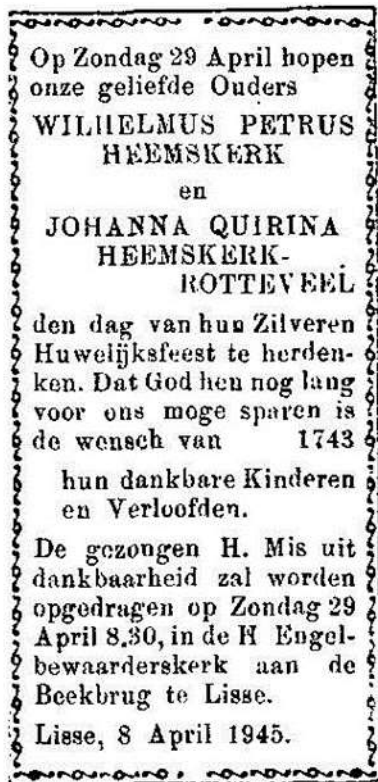 Op Zondag 29 April hopen
onze geliefde Ouders
WILHELMUS PETRUS
HEEMSKERK
en
JOHANNA QUIRINA
HEEMSKERK-
ROTTEVEEL
den dag van hun Zilveren
Huwelijksfeest te herden-
ken. Dat God hen nog lang
voor ons moge sparen is
de wensch van 1743
hun dankbare Kinderen
en Verloofden.
De gezongen H. Mis uit
dankbaarheid zal worden
opgedragen op Zondag 29
April 8.30, in de H Engel-
bewaarderskerk aan de
Beekbrug te Lisse.
Lisse, 8 April 1945.